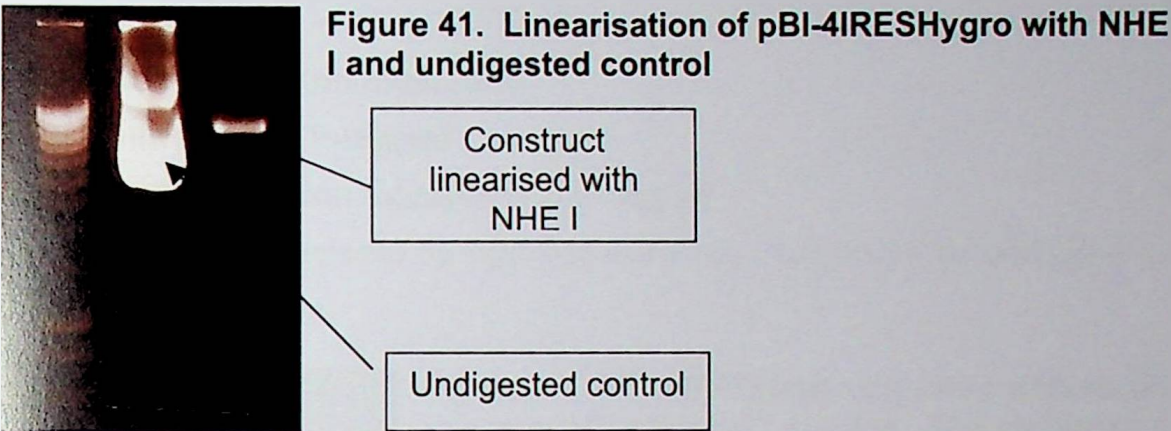 Figure 41. Linearisation of pBI-4IRESHygro with NHE
I and undigested control
Construct
linearised with
NHE I
Undigested control